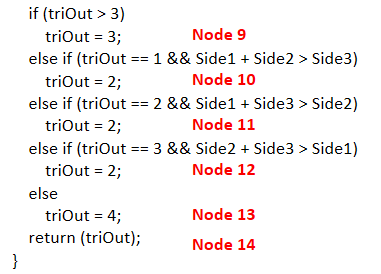 if (triOut > 3)
triOut = 3; Node 9
else if (triOut == 1 && Side1 + Side2 > Side3)
triOut = 2; Node 10
else if (triOut == 2 && Side1 + Side3 > Side2)
triOut = 2; Node 11
else if (triOut == 3 && Side2 + Side3 > Side1)
triOut = 2; Node 12
else
triOut = 4; Node 13
return (triOut); Node 14
}